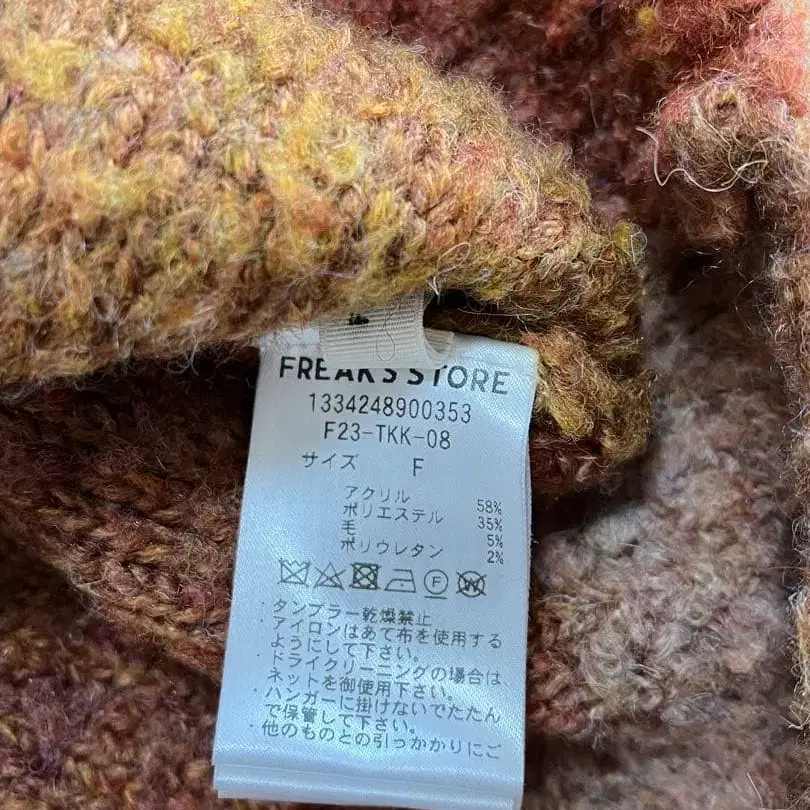 FREAK'S STORE
1334248900353
F23-TKK-08
サイズ F
アクリル 58%
ポリエステル 35%
毛 5%
ポリウレタン 2%
F W
・タンブラー乾燥禁止
・アイロンはあて布を使用する
ようにして下さい。
・ドライクリーニングの場合は、
ネットを御使用下さい。
・ハンガーに掛けないでたたん
で保管して下さい。
・他のものとの引っかかりにご